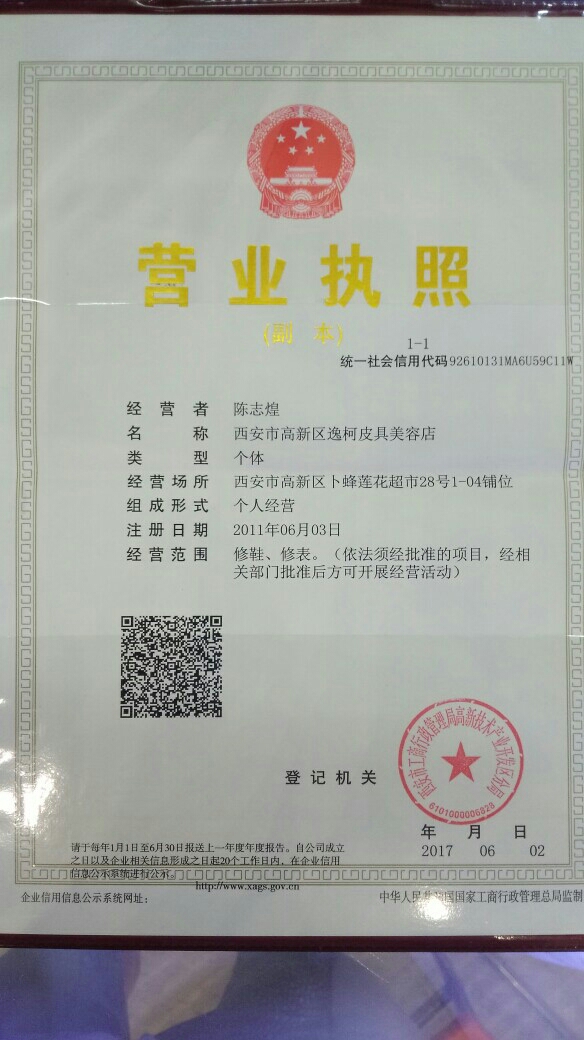 营业执照
(副 本)
1-1
统一社会信用代码92610131MA6U59C11W
经营者 陈志煌
名称 西安市高新区逸柯皮具美容店
类型 个体
经营场所 西安市高新区卜蜂莲花超市28号1-04铺位
组成形式 个人经营
注册日期 2011年06月03日
经营范围 修鞋、修表。（依法须经批准的项目，经相
关部门批准后方可开展经营活动）
西安市工商行政管理局高新技术产业开发区分局
6101000006828
登记机关
年 月 日
2017 06 02
请于每年1月1日至6月30日报送上一年度年度报告。自公司成立
之日以及企业相关信息形成之日起20个工作日内，在企业信用
信息公示系统进行公示。
http://www.xags.gov.cn
企业信用信息公示系统网址：
中华人民共和国国家工商行政管理总局监制